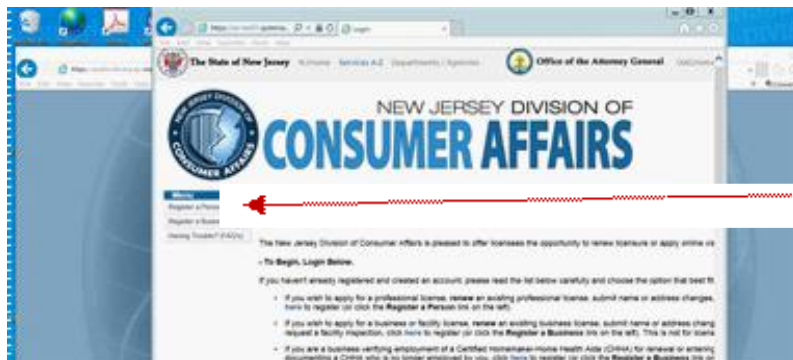 Login
The State of New Jersey NJHome Services A-Z Departments / Agencies Office of the Attorney General
NEW JERSEY DIVISION OF
CONSUMER AFFAIRS
NEW JERSEY DIVISION OF CONSUMER AFFAIRS
Menu
Register a Person
Register a Busin
Having Trouble? (FAQs)
The New Jersey Division of Consumer Affairs is pleased to offer licensees the opportunity to renew licensure or apply online via
- To Begin, Login Below.
If you haven't already registered and created an account, please read the list below carefully and choose the option that best fit
• If you wish to apply for a professional license, renew an existing professional license, submit name or address changes,
here to register (or click the Register a Person link on the left).
• If you wish to apply for a business or facility license, renew an existing business license, submit name or address chang
request a facility inspection, click here to register (or click the Register a Business link on the left). This is not for licens
• If you are a business verifying employment of a Certified Homemaker-Home Health Aide (CHHA) for renewal or entering
documenting a CHHA who is no longer employed by you, click here to register (or click the Register a Business link on